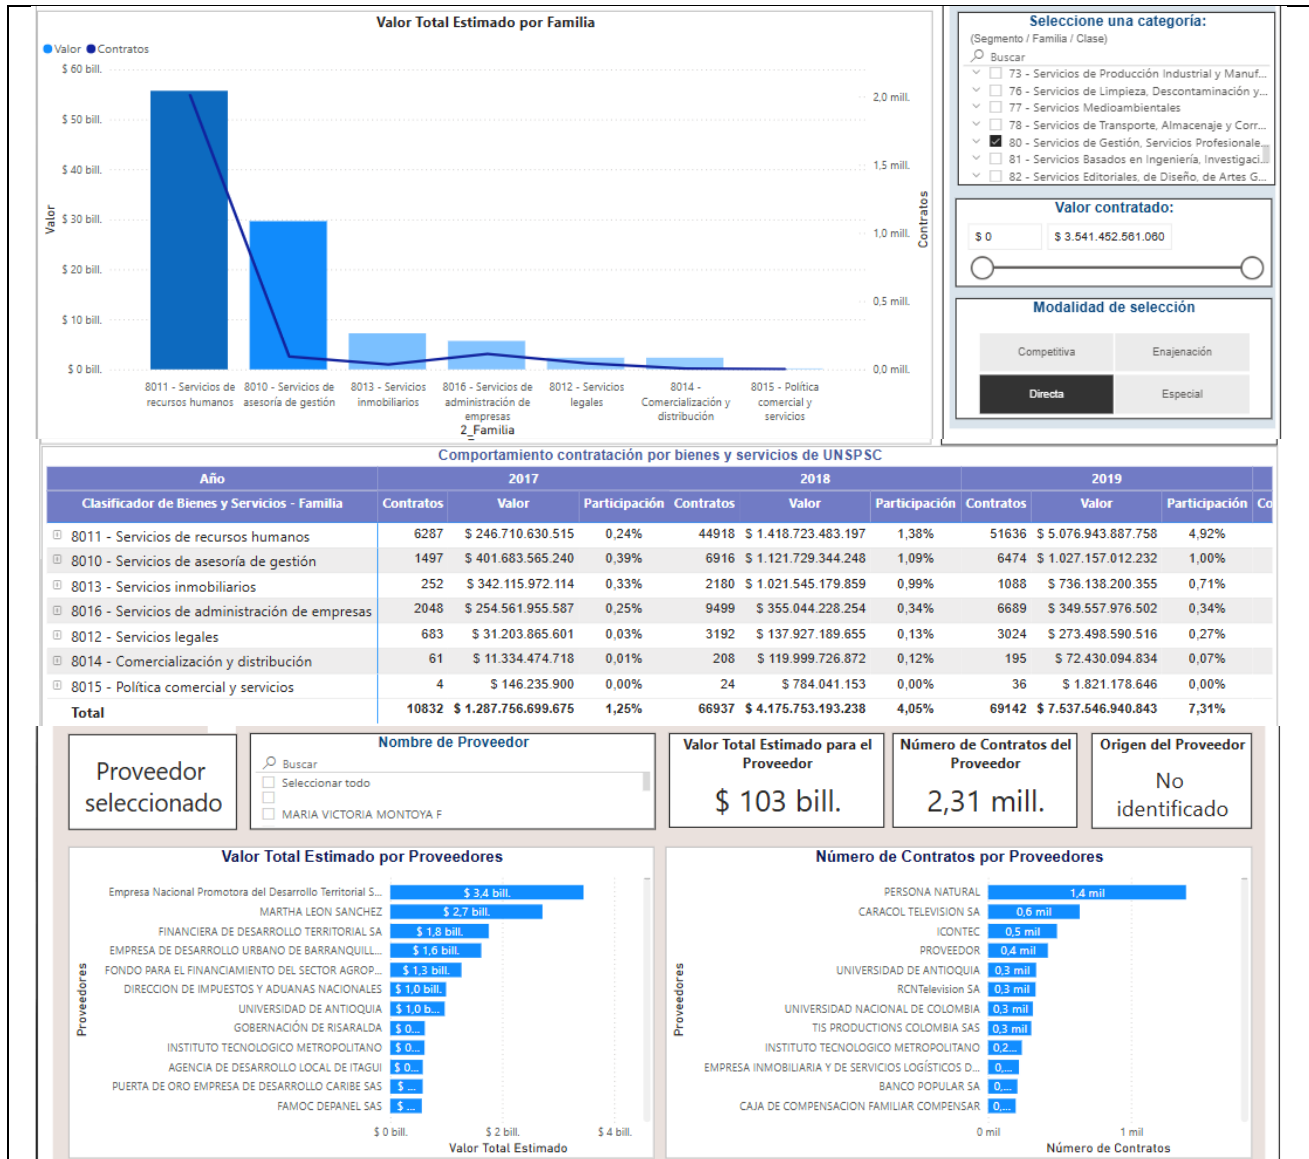 Valor Total Estimado por Familia
Valor Contratos
$ 60 bill.
$ 50 bill.
$ 40 bill.
$ 30 bill.
$ 20 bill.
$ 10 bill.
$ 0 bill.
Valor
2,0 mill.
1,5 mill.
1,0 mill.
0,5 mill.
0,0 mill.
Contratos
8011 - Servicios de recursos humanos
8010 - Servicios de asesoría de gestión
8013 - Servicios inmobiliarios
8016 - Servicios de administración de empresas
8012 - Servicios legales
8014 - Comercialización y distribución
8015 - Política comercial y servicios
2_Familia
Seleccione una categoría:
(Segmento / Familia / Clase)
Buscar
73 - Servicios de Producción Industrial y Manuf...
76 - Servicios de Limpieza, Descontaminación y...
77 - Servicios Medioambientales
78 - Servicios de Transporte, Almacenaje y Corr...
80 - Servicios de Gestión, Servicios Profesionale...
81 - Servicios Basados en Ingeniería, Investigaci...
82 - Servicios Editoriales, de Diseño, de Artes G...
Valor contratado:
$ 0 $ 3.541.452.561.060
Modalidad de selección
Competitiva Enajenación
Directa Especial
Comportamiento contratación por bienes y servicios de UNSPSC
Año 2017 2018 2019
Clasificador de Bienes y Servicios - Familia Contratos Valor Participación Contratos Valor Participación Contratos Valor Participación Co
8011 - Servicios de recursos humanos 6287 $ 246.710.630.515 0,24% 44918 $ 1.418.723.483.197 1,38% 51636 $ 5.076.943.887.758 4,92%
8010 - Servicios de asesoría de gestión 1497 $ 401.683.565.240 0,39% 6916 $ 1.121.729.344.248 1,09% 6474 $ 1.027.157.012.232 1,00%
8013 - Servicios inmobiliarios 252 $ 342.115.972.114 0,33% 2180 $ 1.021.545.179.859 0,99% 1088 $ 736.138.200.355 0,71%
8016 - Servicios de administración de empresas 2048 $ 254.561.955.587 0,25% 9499 $ 355.044.228.254 0,34% 6689 $ 349.557.976.502 0,34%
8012 - Servicios legales 683 $ 31.203.865.601 0,03% 3192 $ 137.927.189.655 0,13% 3024 $ 273.498.590.516 0,27%
8014 - Comercialización y distribución 61 $ 11.334.474.718 0,01% 208 $ 119.999.726.872 0,12% 195 $ 72.430.094.834 0,07%
8015 - Política comercial y servicios 4 $ 146.235.900 0,00% 24 $ 784.041.153 0,00% 36 $ 1.821.178.646 0,00%
Total 10832 $ 1.287.756.699.675 1,25% 66937 $ 4.175.753.193.238 4,05% 69142 $ 7.537.546.940.843 7,31%
Proveedor seleccionado
Nombre de Proveedor
Buscar
Seleccionar todo
MARIA VICTORIA MONTOYA F
Valor Total Estimado para el Proveedor
$ 103 bill.
Número de Contratos del Proveedor
2,31 mill.
Origen del Proveedor
No identificado
Valor Total Estimado por Proveedores
Proveedores
Empresa Nacional Promotora del Desarrollo Territorial S... $ 3,4 bill.
MARTHA LEON SANCHEZ $ 2,7 bill.
FINANCIERA DE DESARROLLO TERRITORIAL SA $ 1,8 bill.
EMPRESA DE DESARROLLO URBANO DE BARRANQUILL... $ 1,6 bill.
FONDO PARA EL FINANCIAMIENTO DEL SECTOR AGROP... $ 1,3 bill.
DIRECCION DE IMPUESTOS Y ADUANAS NACIONALES $ 1,0 bill.
UNIVERSIDAD DE ANTIOQUIA $ 1,0 b...
GOBERNACIÓN DE RISARALDA $ 0...
INSTITUTO TECNOLOGICO METROPOLITANO $ 0...
AGENCIA DE DESARROLLO LOCAL DE ITAGUI $ 0...
PUERTA DE ORO EMPRESA DE DESARROLLO CARIBE SAS $ ...
FAMOC DEPANEL SAS $ ...
$ 0 bill. $ 2 bill. $ 4 bill.
Valor Total Estimado
Número de Contratos por Proveedores
Proveedores
PERSONA NATURAL 1,4 mil
CARACOL TELEVISION SA 0,6 mil
ICONTEC 0,5 mil
PROVEEDOR 0,4 mil
UNIVERSIDAD DE ANTIOQUIA 0,3 mil
RCNTelevision SA 0,3 mil
UNIVERSIDAD NACIONAL DE COLOMBIA 0,3 mil
TIS PRODUCTIONS COLOMBIA SAS 0,3 mil
INSTITUTO TECNOLOGICO METROPOLITANO 0,2...
EMPRESA INMOBILIARIA Y DE SERVICIOS LOGÍSTICOS D... 0,...
BANCO POPULAR SA 0,...
CAJA DE COMPENSACION FAMILIAR COMPENSAR 0,...
0 mil 1 mil
Número de Contratos